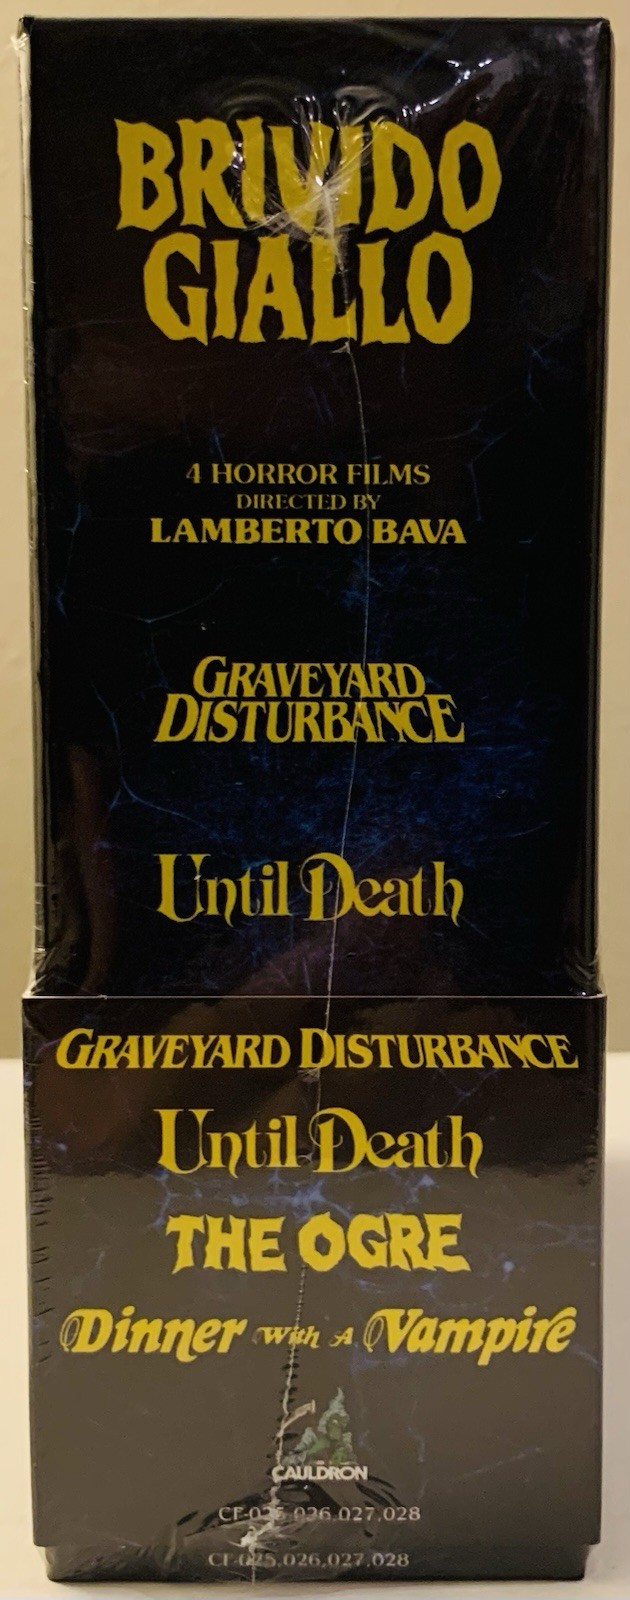 BRIVIDO
GIALLO
4 HORROR FILMS
DIRECTED BY
LAMBERTO BAVA
GRAVEYARD
DISTURBANCE
Until Death
GRAVEYARD DISTURBANCE
Until Death
THE OGRE
Dinner With A Vampire
CAULDRON
CF-025,026,027,028
CF-025,026,027,028